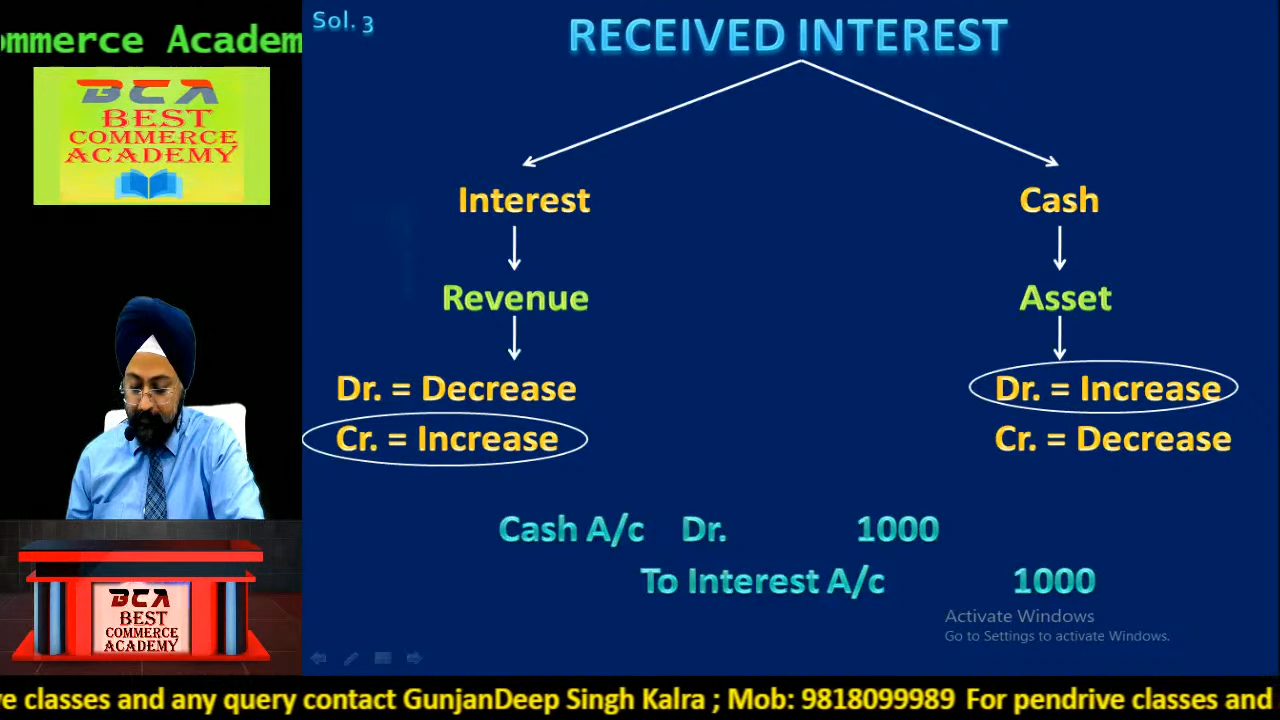 ommerce Academ
BCA
BEST
COMMERCE
ACADEMY
BCA
BEST
COMMERCE
ACADEMY
Sol. 3
RECEIVED INTEREST
Interest
Cash
Revenue
Asset
Dr. = Decrease
Cr. = Increase
Dr. = Increase
Cr. = Decrease
Cash A/c Dr. 1000
To Interest A/c 1000
Activate Windows
Go to Settings to activate Windows.
ve classes and any query contact GunjanDeep Singh Kalra ; Mob: 9818099989 For pendrive classes and